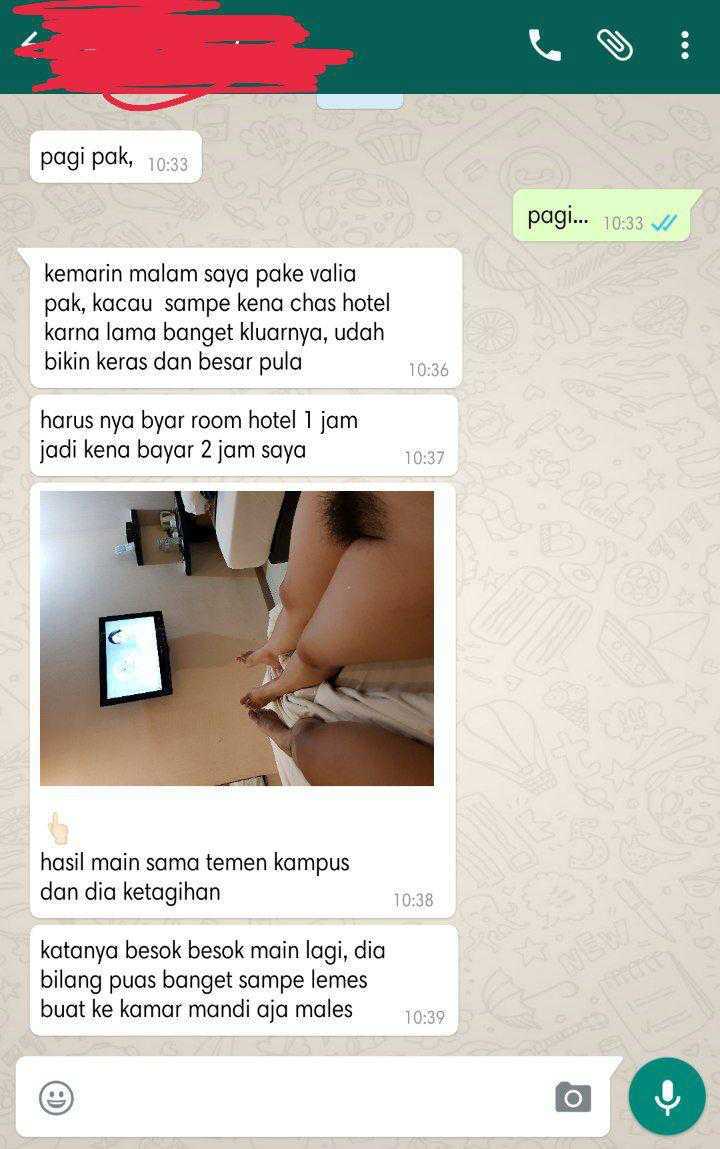 pagi pak, 10:33
pagi... 10:33
kemarin malam saya pake valia
pak, kacau sampe kena chas hotel
karna lama banget kluarnya, udah
bikin keras dan besar pula 10:36
harus nya byar room hotel 1 jam
jadi kena bayar 2 jam saya 10:37
hasil main sama temen kampus
dan dia ketagihan 10:38
katanya besok besok main lagi, dia
bilang puas banget sampe lemes
buat ke kamar mandi aja males 10:39